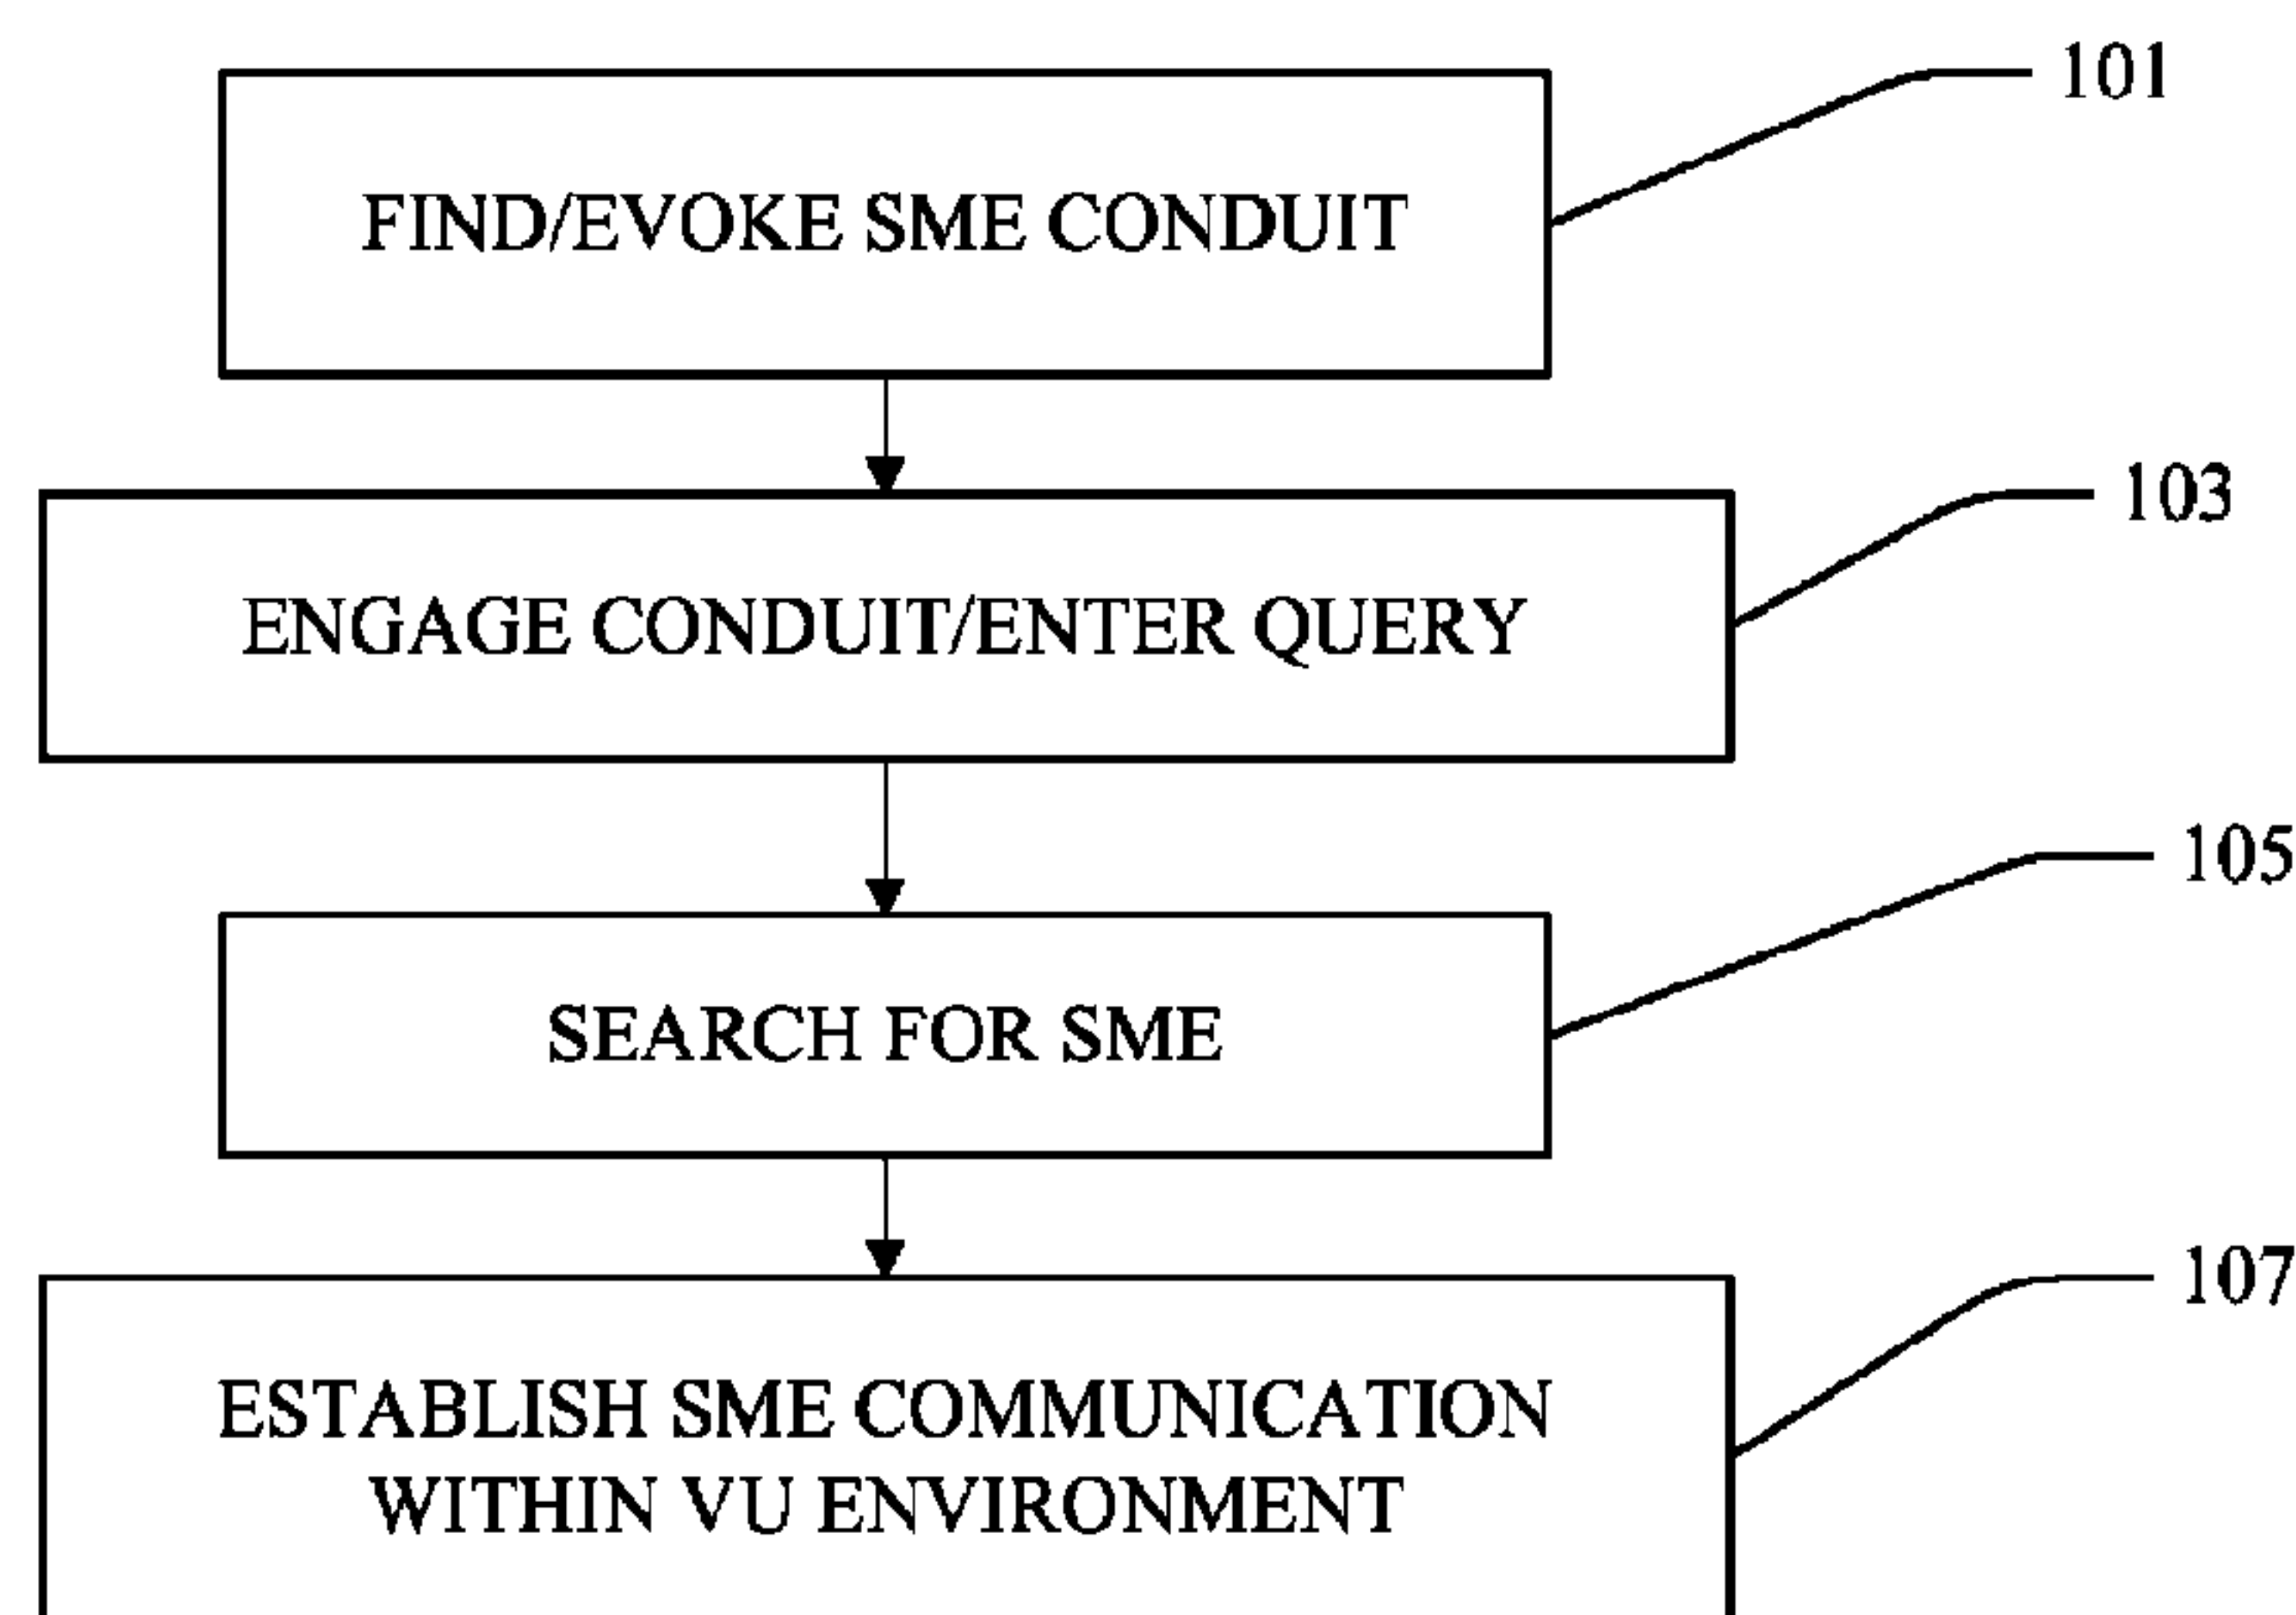 101
FIND/EVOKE SME CONDUIT
103
ENGAGE CONDUIT/ENTER QUERY
105
SEARCH FOR SME
107
ESTABLISH SME COMMUNICATION
WITHIN VU ENVIRONMENT